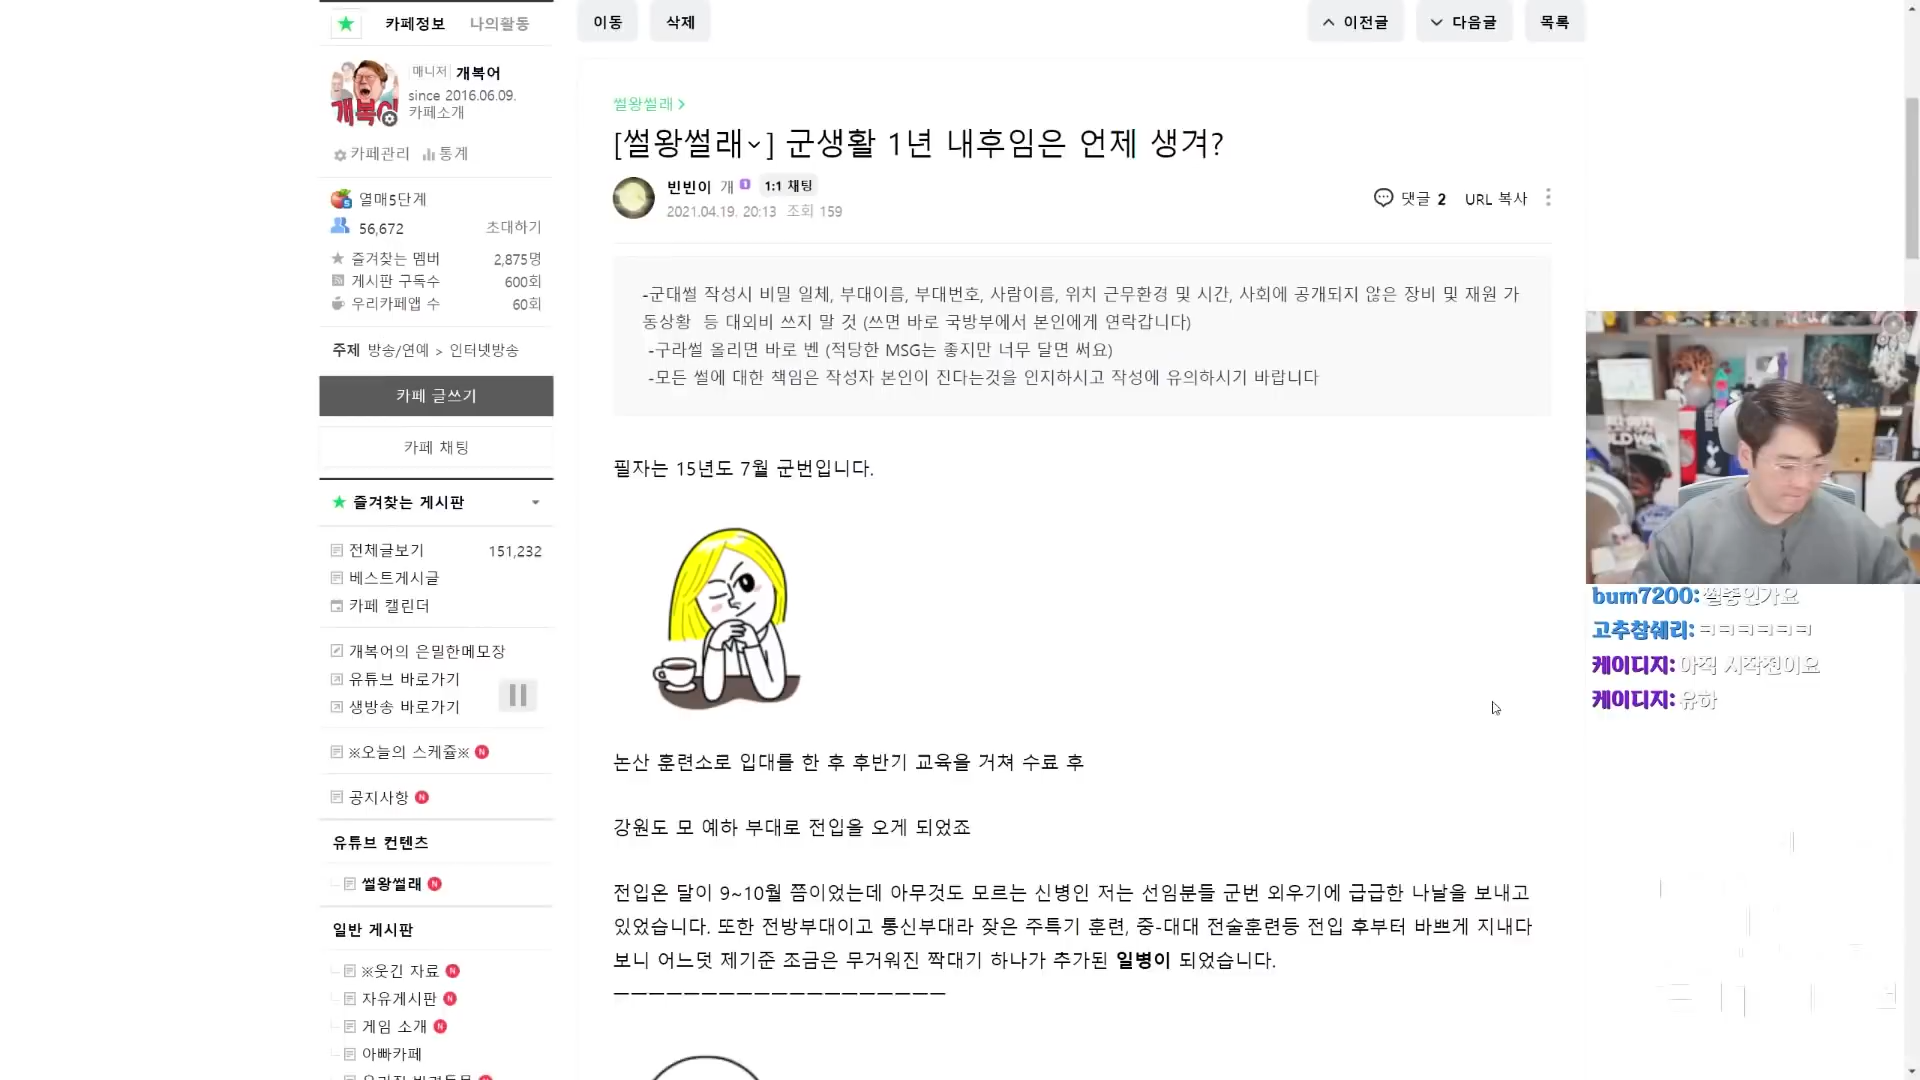 카페정보 나의활동
매니저 개복어
since 2016.06.09.
카페소개
카페관리 통계
열매5단계
56,672 초대하기
즐겨찾는 멤버 2,875명
게시판 구독수 600회
우리카페앱 수 60회
주제 방송/연예 > 인터넷방송
카페 글쓰기
카페 채팅
즐겨찾는 게시판
전체글보기 151,232
베스트게시글
카페 캘린더
개복어의 은밀한메모장
유튜브 바로가기
생방송 바로가기
※오늘의 스케쥴※ N
공지사항 N
유튜브 컨텐츠
썰왕썰래 N
일반 게시판
※웃긴 자료 N
자유게시판 N
게임 소개 N
아빠카페
이동 삭제
이전글 다음글 목록
썰왕썰래 >
[썰왕썰래~] 군생활 1년 내후임은 언제 생겨?
빈빈이 개 1:1 채팅
2021.04.19. 20:13 조회 159
댓글 2 URL 복사
-군대썰 작성시 비밀 일체, 부대이름, 부대번호, 사람이름, 위치 근무환경 및 시간, 사회에 공개되지 않은 장비 및 재원 가
동상황 등 대외비 쓰지 말 것 (쓰면 바로 국방부에서 본인에게 연락갑니다)
-구라썰 올리면 바로 벤 (적당한 MSG는 좋지만 너무 달면 써요)
-모든 썰에 대한 책임은 작성자 본인이 진다는것을 인지하시고 작성에 유의하시기 바랍니다
필자는 15년도 7월 군번입니다.
논산 훈련소로 입대를 한 후 후반기 교육을 거쳐 수료 후
강원도 모 예하 부대로 전입을 오게 되었죠
전입온 달이 9~10월 쯤이었는데 아무것도 모르는 신병인 저는 선임분들 군번 외우기에 급급한 나날을 보내고
있었습니다. 또한 전방부대이고 통신부대라 잦은 주특기 훈련, 중-대대 전술훈련등 전입 후부터 바쁘게 지내다
보니 어느덧 제기준 조금은 무거워진 짝대기 하나가 추가된 일병이 되었습니다.
ㅡㅡㅡㅡㅡㅡㅡㅡㅡㅡㅡㅡㅡㅡㅡㅡㅡㅡㅡ
bum7200: 썰중인가요
고추참쉐리: ㅋㅋㅋㅋㅋㅋ
케이디지: 아직 시작전이요
케이디지: 유하